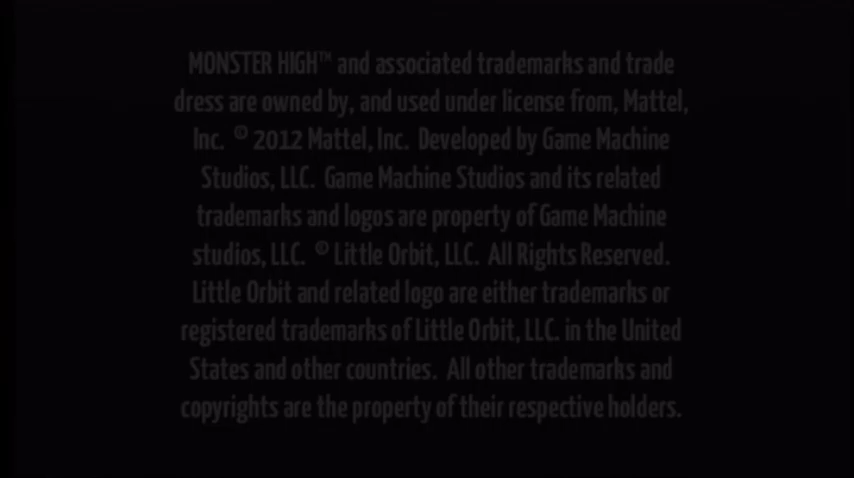 MONSTER HIGH™ and associated trademarks and trade
dress are owned by, and used under license from, Mattel,
Inc. © 2012 Mattel, Inc. Developed by Game Machine
Studios, LLC. Game Machine Studios and its related
trademarks and logos are property of Game Machine
studios, LLC. © Little Orbit, LLC. All Rights Reserved.
Little Orbit and related logo are either trademarks or
registered trademarks of Little Orbit, LLC. in the United
States and other countries. All other trademarks and
copyrights are the property of their respective holders.